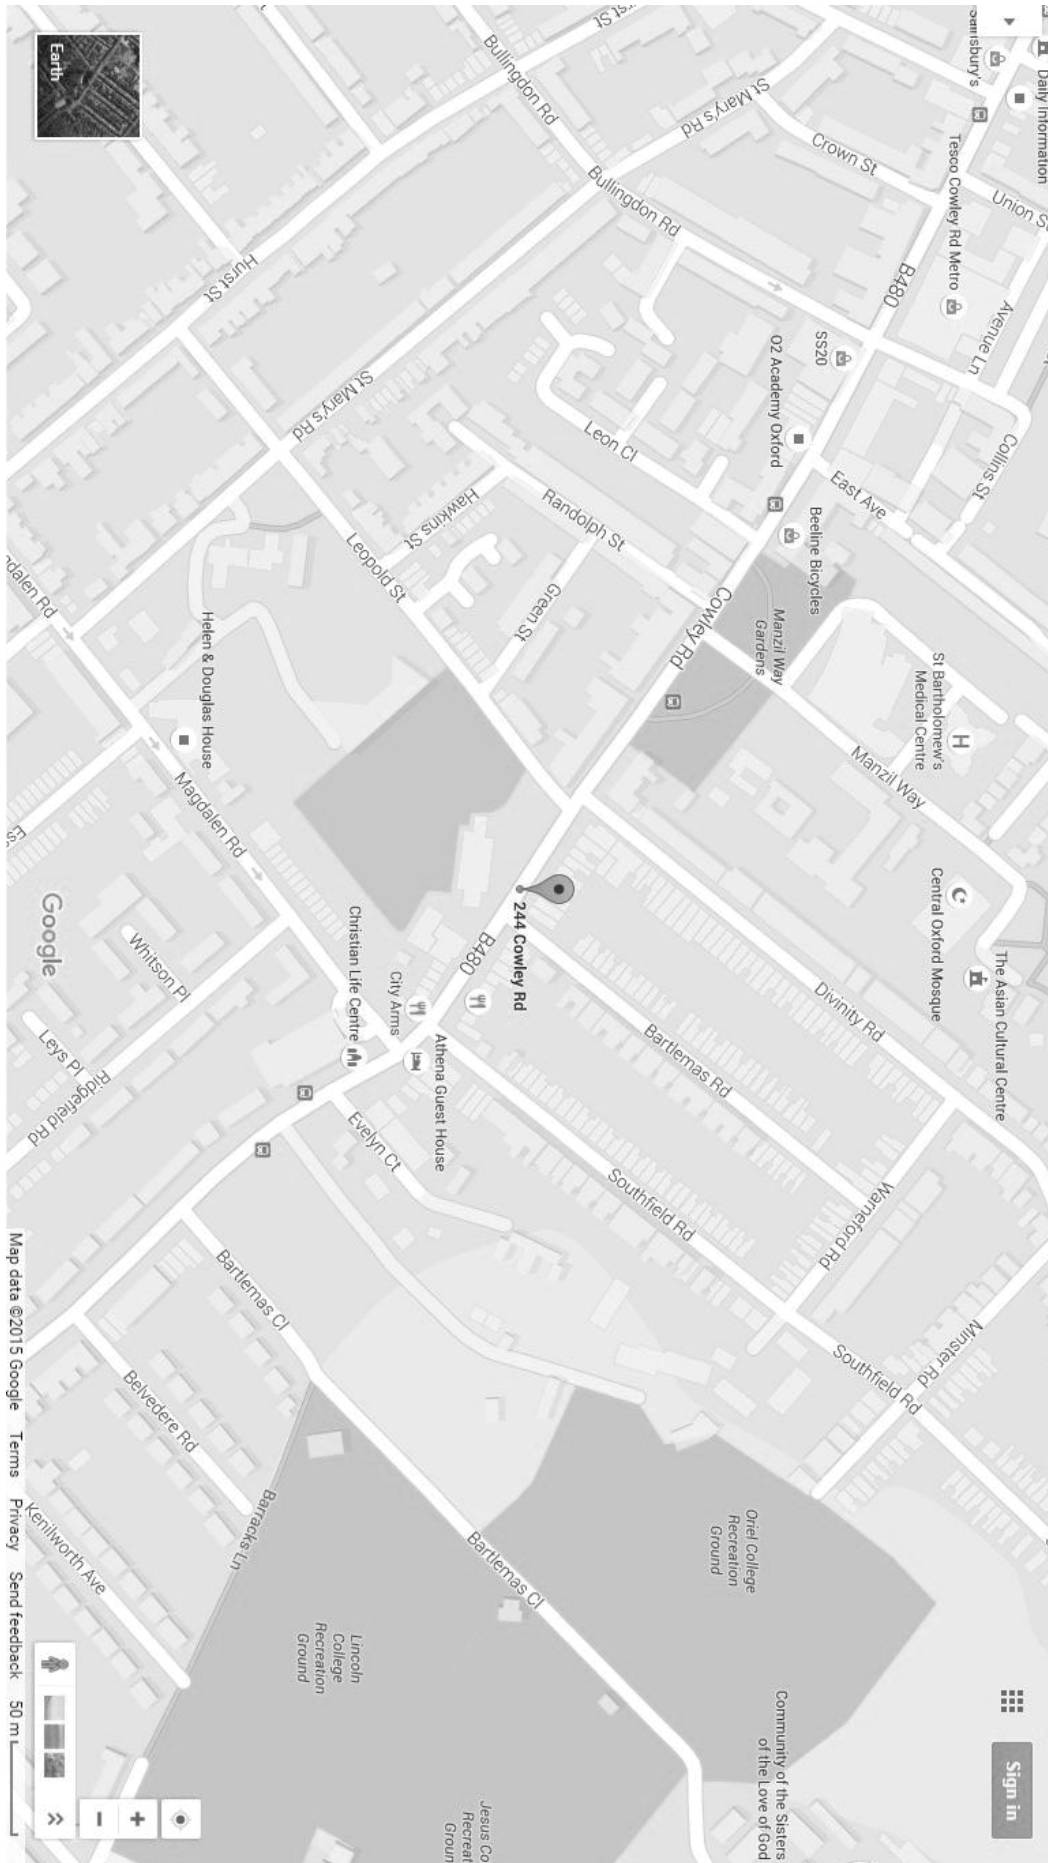 Daily Information
Sainsbury's
Tesco Cowley Rd Metro
Union St
Avenue Ln
Collins St
East Ave
B480
Crown St
St Mary's Rd
Bullingdon Rd
Bullingdon Rd
Hurst St
Earth
SS20
O2 Academy Oxford
Beeline Bicycles
Manzil Way
Gardens
Manzil Way
St Bartholomew's
Medical Centre
Central Oxford Mosque
The Asian Cultural Centre
Cowley Rd
Leon Cl
Randolph St
Hawkins St
Green St
Leopold St
St Mary's Rd
Hurst St
Helen & Douglas House
Magdalen Rd
244 Cowley Rd
B480
Divinity Rd
Bartlemas Rd
Southfield Rd
Warneford Rd
Minster Rd
Southfield Rd
City Arms
Athena Guest House
Christian Life Centre
Evelyn Ct
Whitson Pl
Leys Pl
Ridgefield Rd
Google
Bartlemas Cl
Belvedere Rd
Kenilworth Ave
Barracks Ln
Bartlemas Cl
Oriel College
Recreation
Ground
Lincoln
College
Recreation
Ground
Community of the Sisters
of the Love of God
Sign in
Map data ©2015 Google Terms Privacy Send feedback 50 m